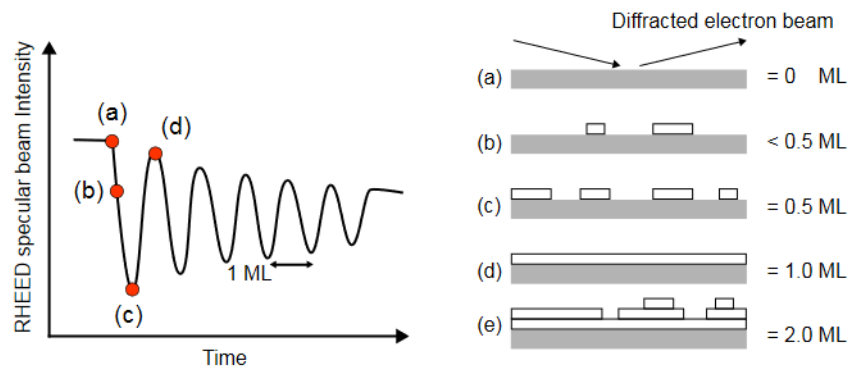 RHEED specular beam Intensity
(a)
(d)
(b)
1 ML
(c)
Time
Diffracted electron beam
(a) = 0 ML
(b) < 0.5 ML
(c) = 0.5 ML
(d) = 1.0 ML
(e) = 2.0 ML